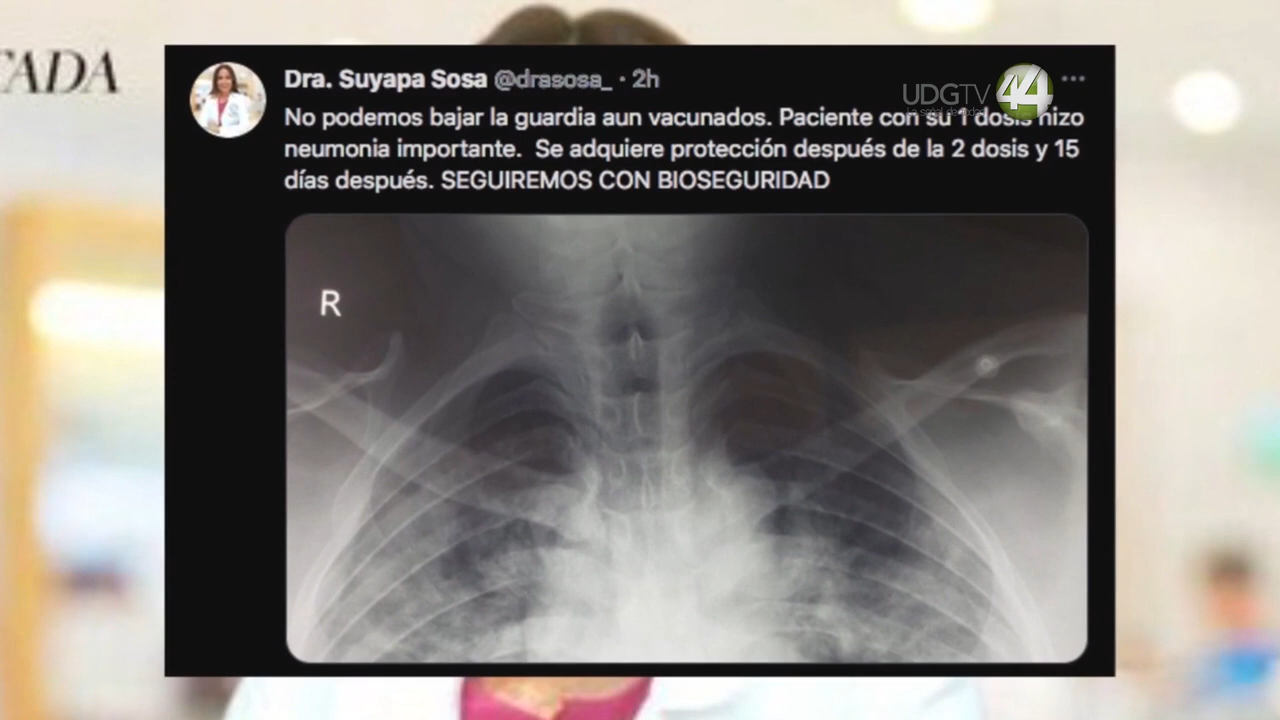 TADA
Dra. Suyapa Sosa @drasosa_ · 2h
UDGTV 44
No podemos bajar la guardia aun vacunados. Paciente con su 1 dosis hizo
neumonia importante. Se adquiere protección después de la 2 dosis y 15
días después. SEGUIREMOS CON BIOSEGURIDAD
R